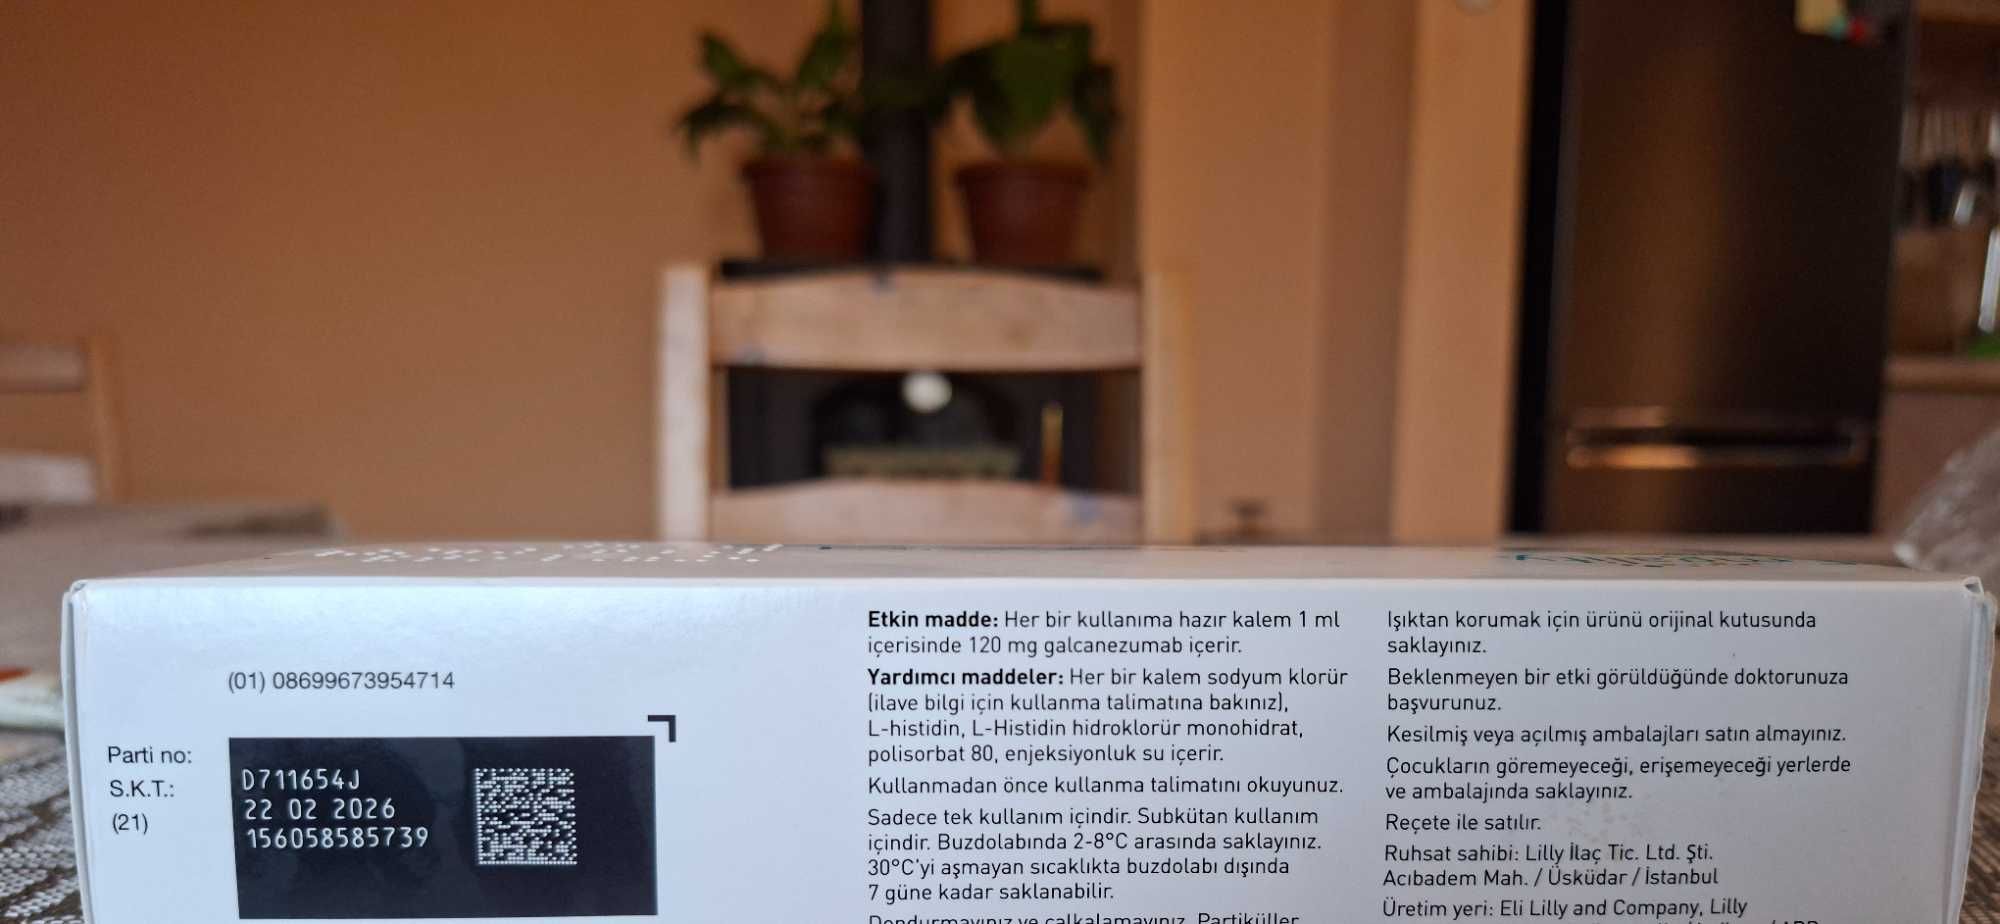 (01) 08699673954714
Parti no:
S.K.T.:
(21)
D711654J
22 02 2026
156058585739
Etkin madde: Her bir kullanıma hazır kalem 1 ml
içerisinde 120 mg galcanezumab içerir.
Yardımcı maddeler: Her bir kalem sodyum klorür
(ilave bilgi için kullanma talimatına bakınız),
L-histidin, L-Histidin hidroklorür monohidrat,
polisorbat 80, enjeksiyonluk su içerir.
Kullanmadan önce kullanma talimatını okuyunuz.
Sadece tek kullanım içindir. Subkütan kullanım
içindir. Buzdolabında 2-8°C arasında saklayınız.
30°C'yi aşmayan sıcaklıkta buzdolabı dışında
7 güne kadar saklanabilir.
Dondurmayınız ve çalkalamayınız. Partiküller
Işıktan korumak için ürünü orijinal kutusunda
saklayınız.
Beklenmeyen bir etki görüldüğünde doktorunuza
başvurunuz.
Kesilmiş veya açılmış ambalajları satın almayınız.
Çocukların göremeyeceği, erişemeyeceği yerlerde
ve ambalajında saklayınız.
Reçete ile satılır.
Ruhsat sahibi: Lilly İlaç Tic. Ltd. Şti.
Acıbadem Mah. / Üsküdar / İstanbul
Üretim yeri: Eli Lilly and Company, Lilly